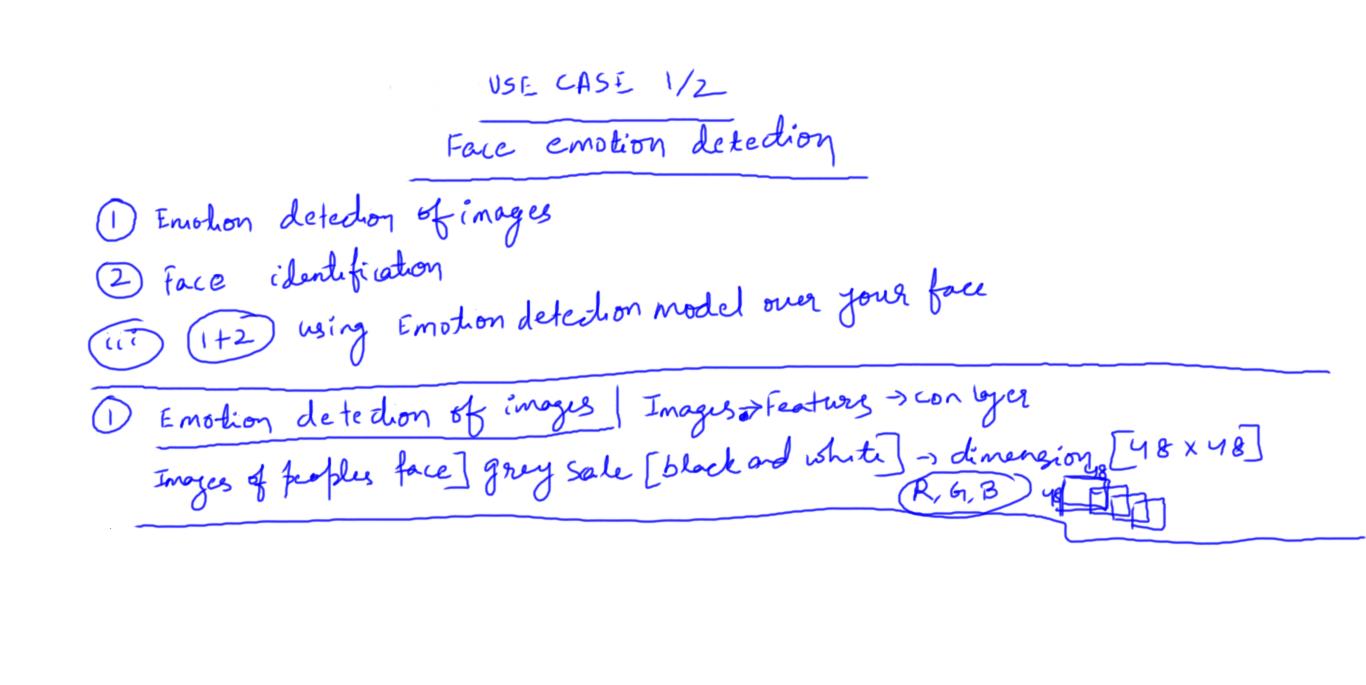 USE CASE 1/2
Face emotion detection
① Emotion detection of images
② Face identification
iii 1+2 using Emotion detection model over your face
① Emotion detection of images | Images → Features → con layer
Images of peoples face] grey sale [black and white] → dimension [48 x 48]
R, G, B 48 48